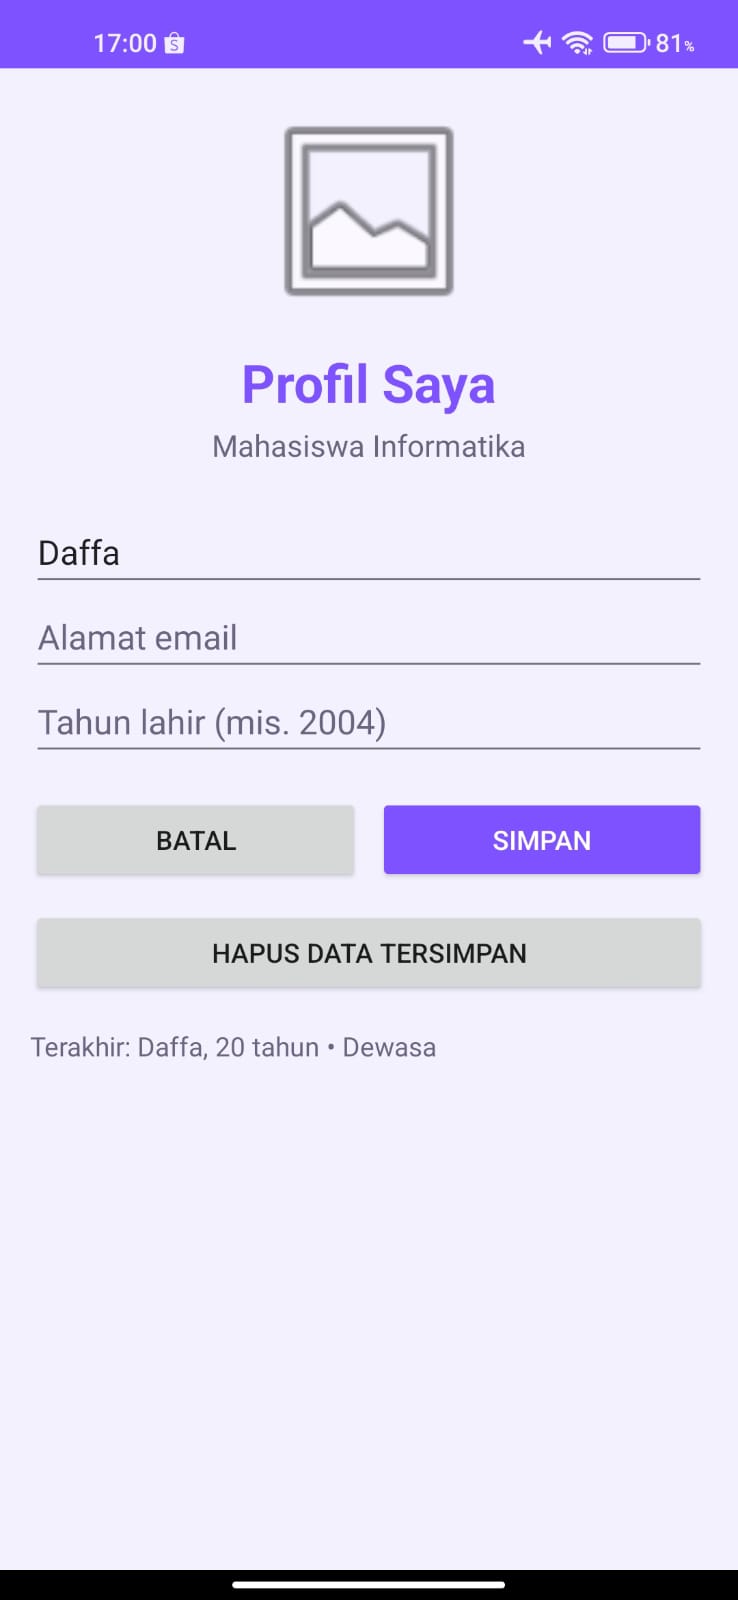 17:00
81%
Profil Saya
Mahasiswa Informatika
Daffa
Alamat email
Tahun lahir (mis. 2004)
BATAL SIMPAN
HAPUS DATA TERSIMPAN
Terakhir: Daffa, 20 tahun • Dewasa